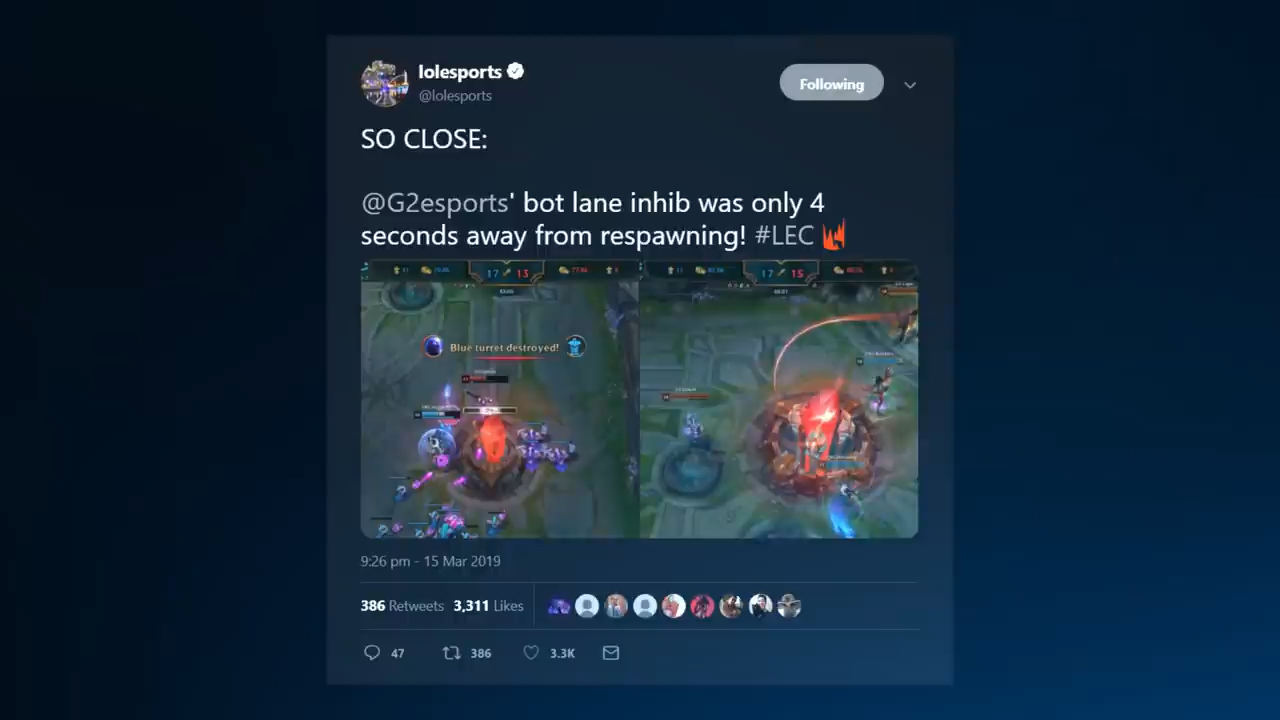 lolesports
Following
@lolesports
SO CLOSE:
@G2esports' bot lane inhib was only 4
seconds away from respawning! #LEC
17 13
17 15
Blue turret destroyed!
9:26 pm - 15 Mar 2019
386 Retweets 3,311 Likes
47 386 3.3K